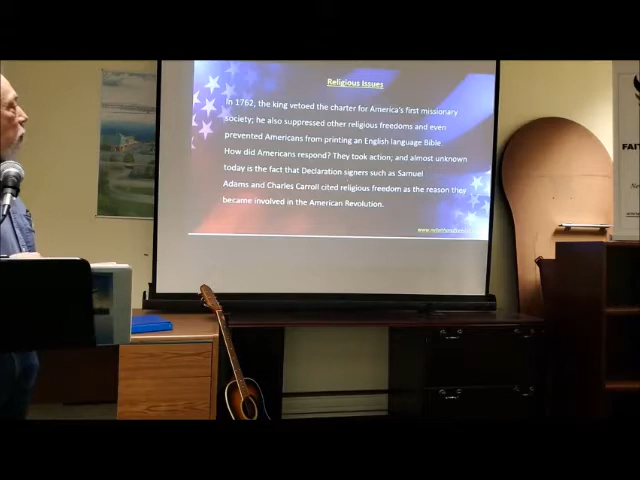 Religious Issues
In 1762, the king vetoed the charter for America's first missionary
society; he also suppressed other religious freedoms and even
prevented Americans from printing an English language Bible.
How did Americans respond? They took action; and almost unknown
today is the fact that Declaration signers such as Samuel
Adams and Charles Carroll cited religious freedom as the reason they
became involved in the American Revolution.
FAIT